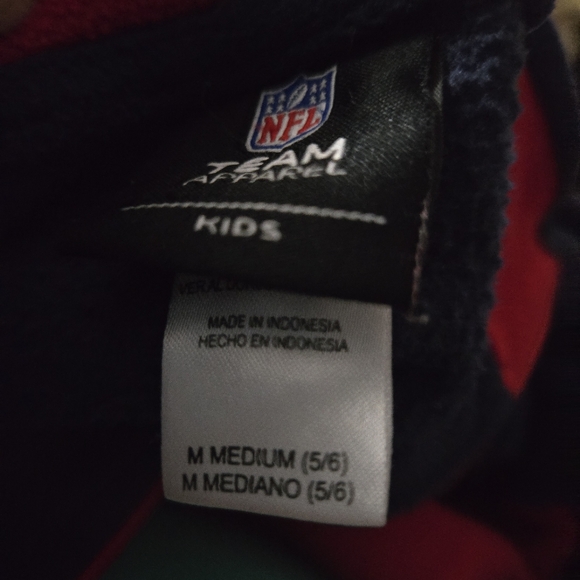 NFL
TEAM
APPAREL
KIDS
MADE IN INDONESIA
HECHO EN INDONESIA
M MEDIUM (5/6)
M MEDIANO (5/6)